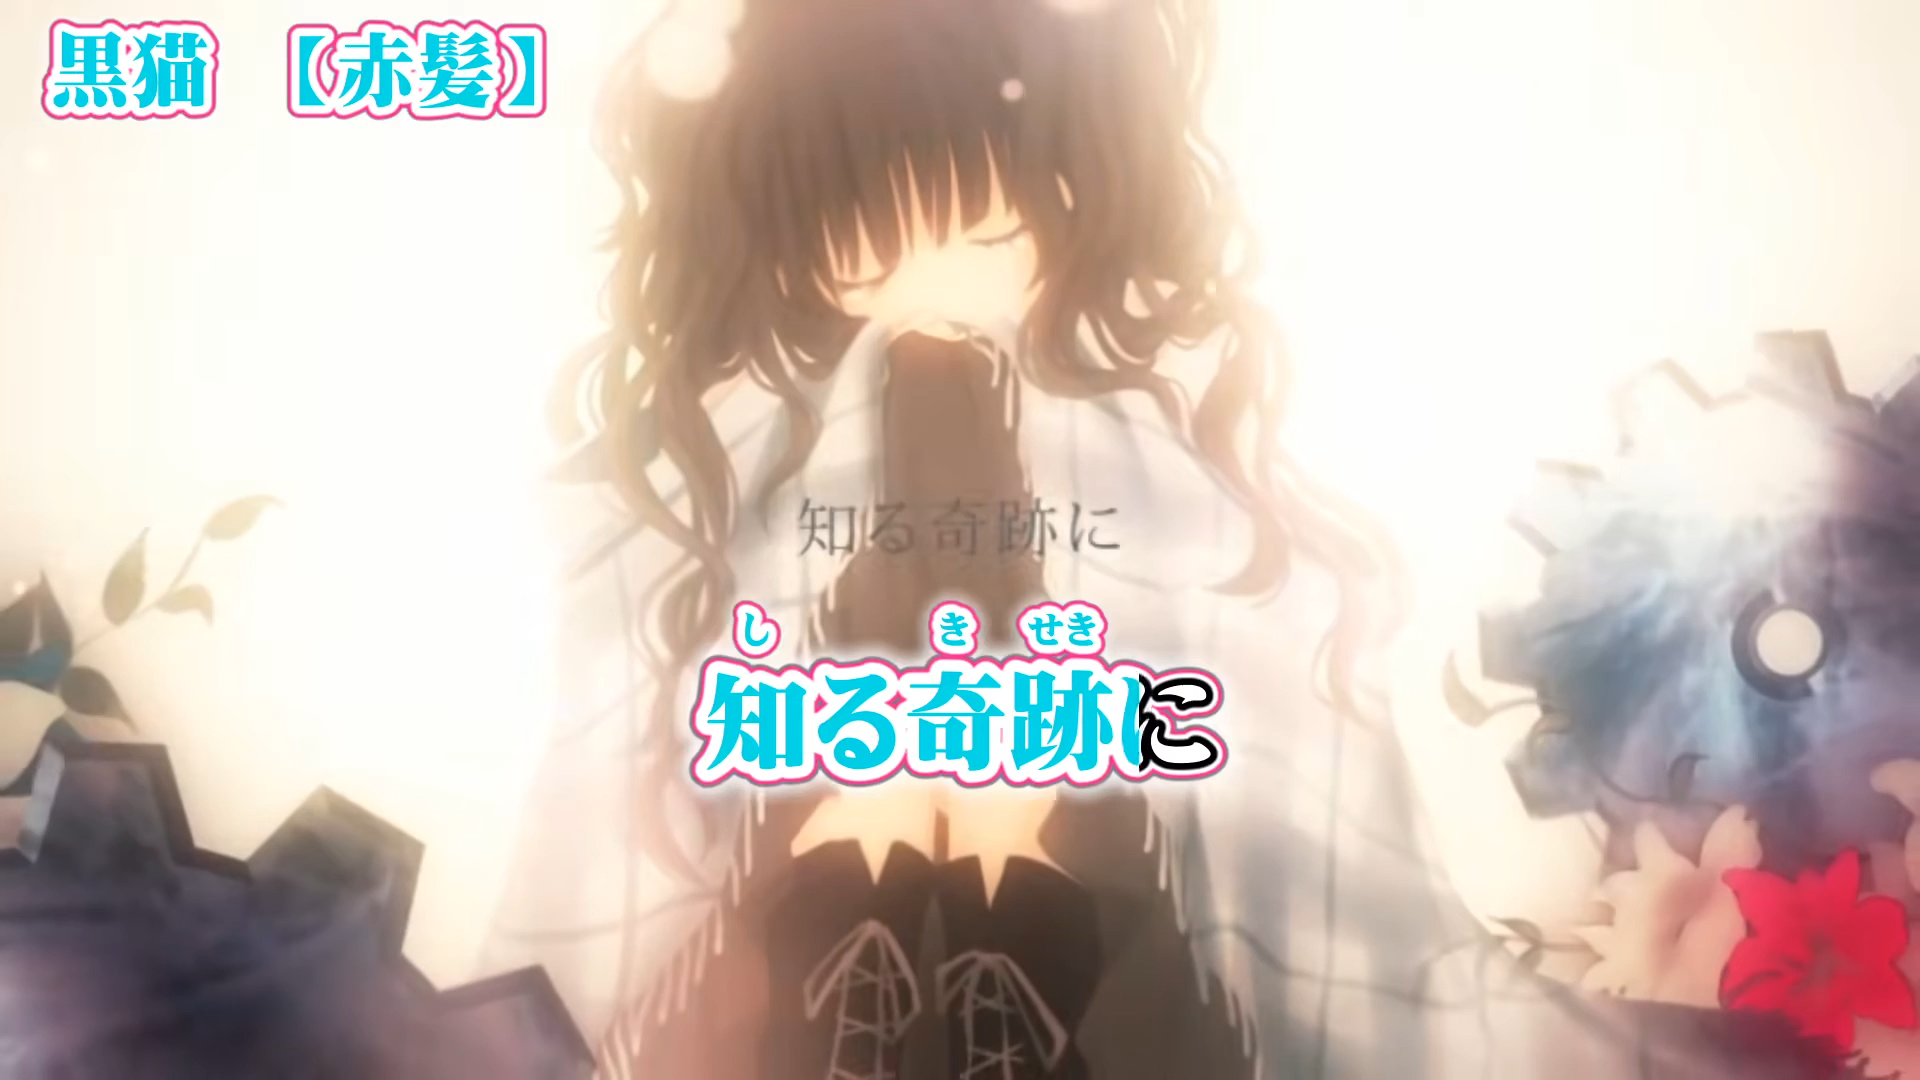 黒猫　【赤髪】
知る奇跡に
し　き　せき
知る奇跡に